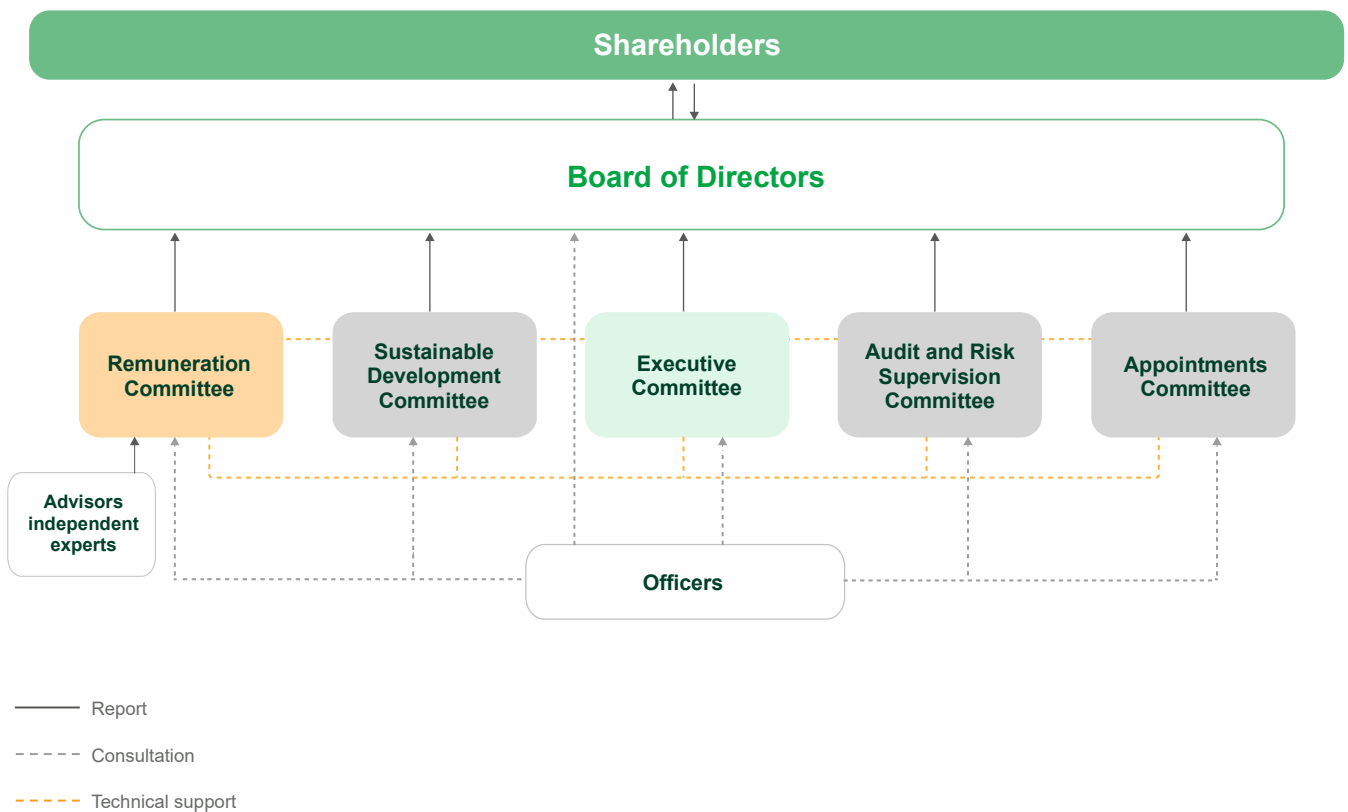 Shareholders
Board of Directors
Remuneration
Committee
Sustainable
Development
Committee
Executive
Committee
Audit and Risk
Supervision
Committee
Appointments
Committee
Advisors
independent
experts
Officers
Report
Consultation
Technical support